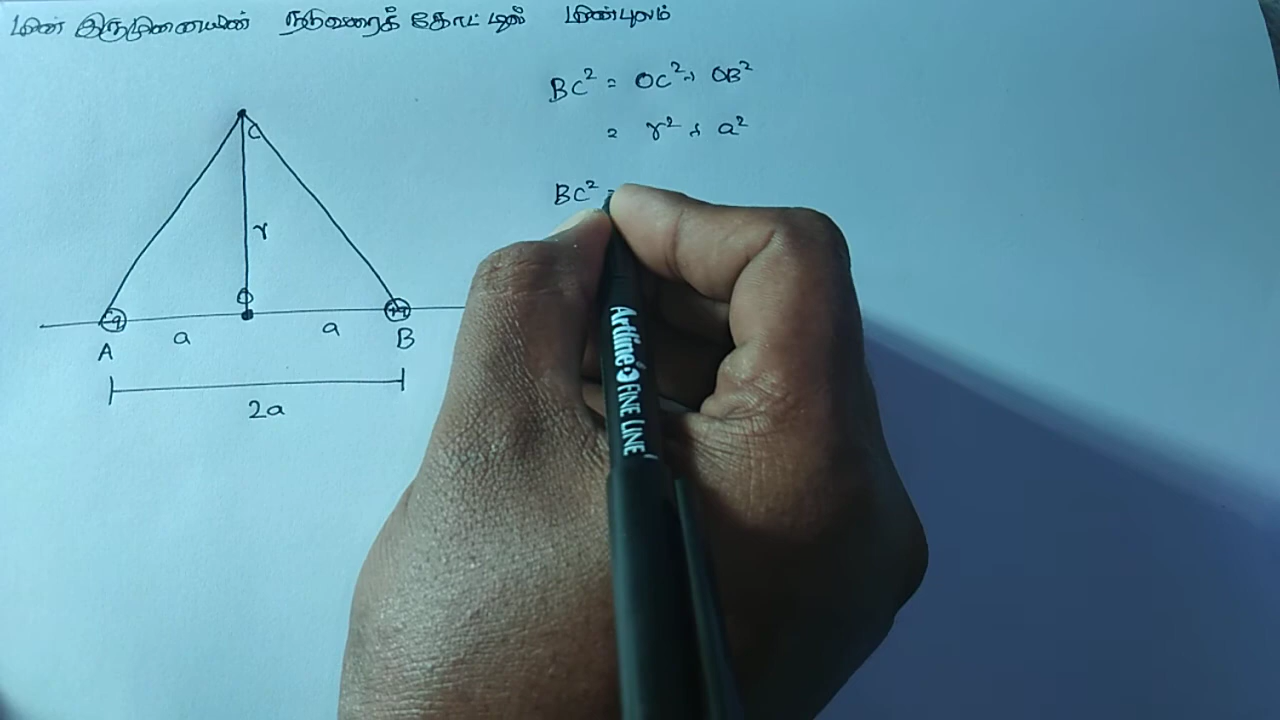 மின் இருமுனையின் நடுவரைக் கோட்டில் மின்புலம்
BC² = OC² + OB²
= r² + a²
BC² =
C
r
O
-q
+q
a
a
A
B
2a
Artline FINE LINE